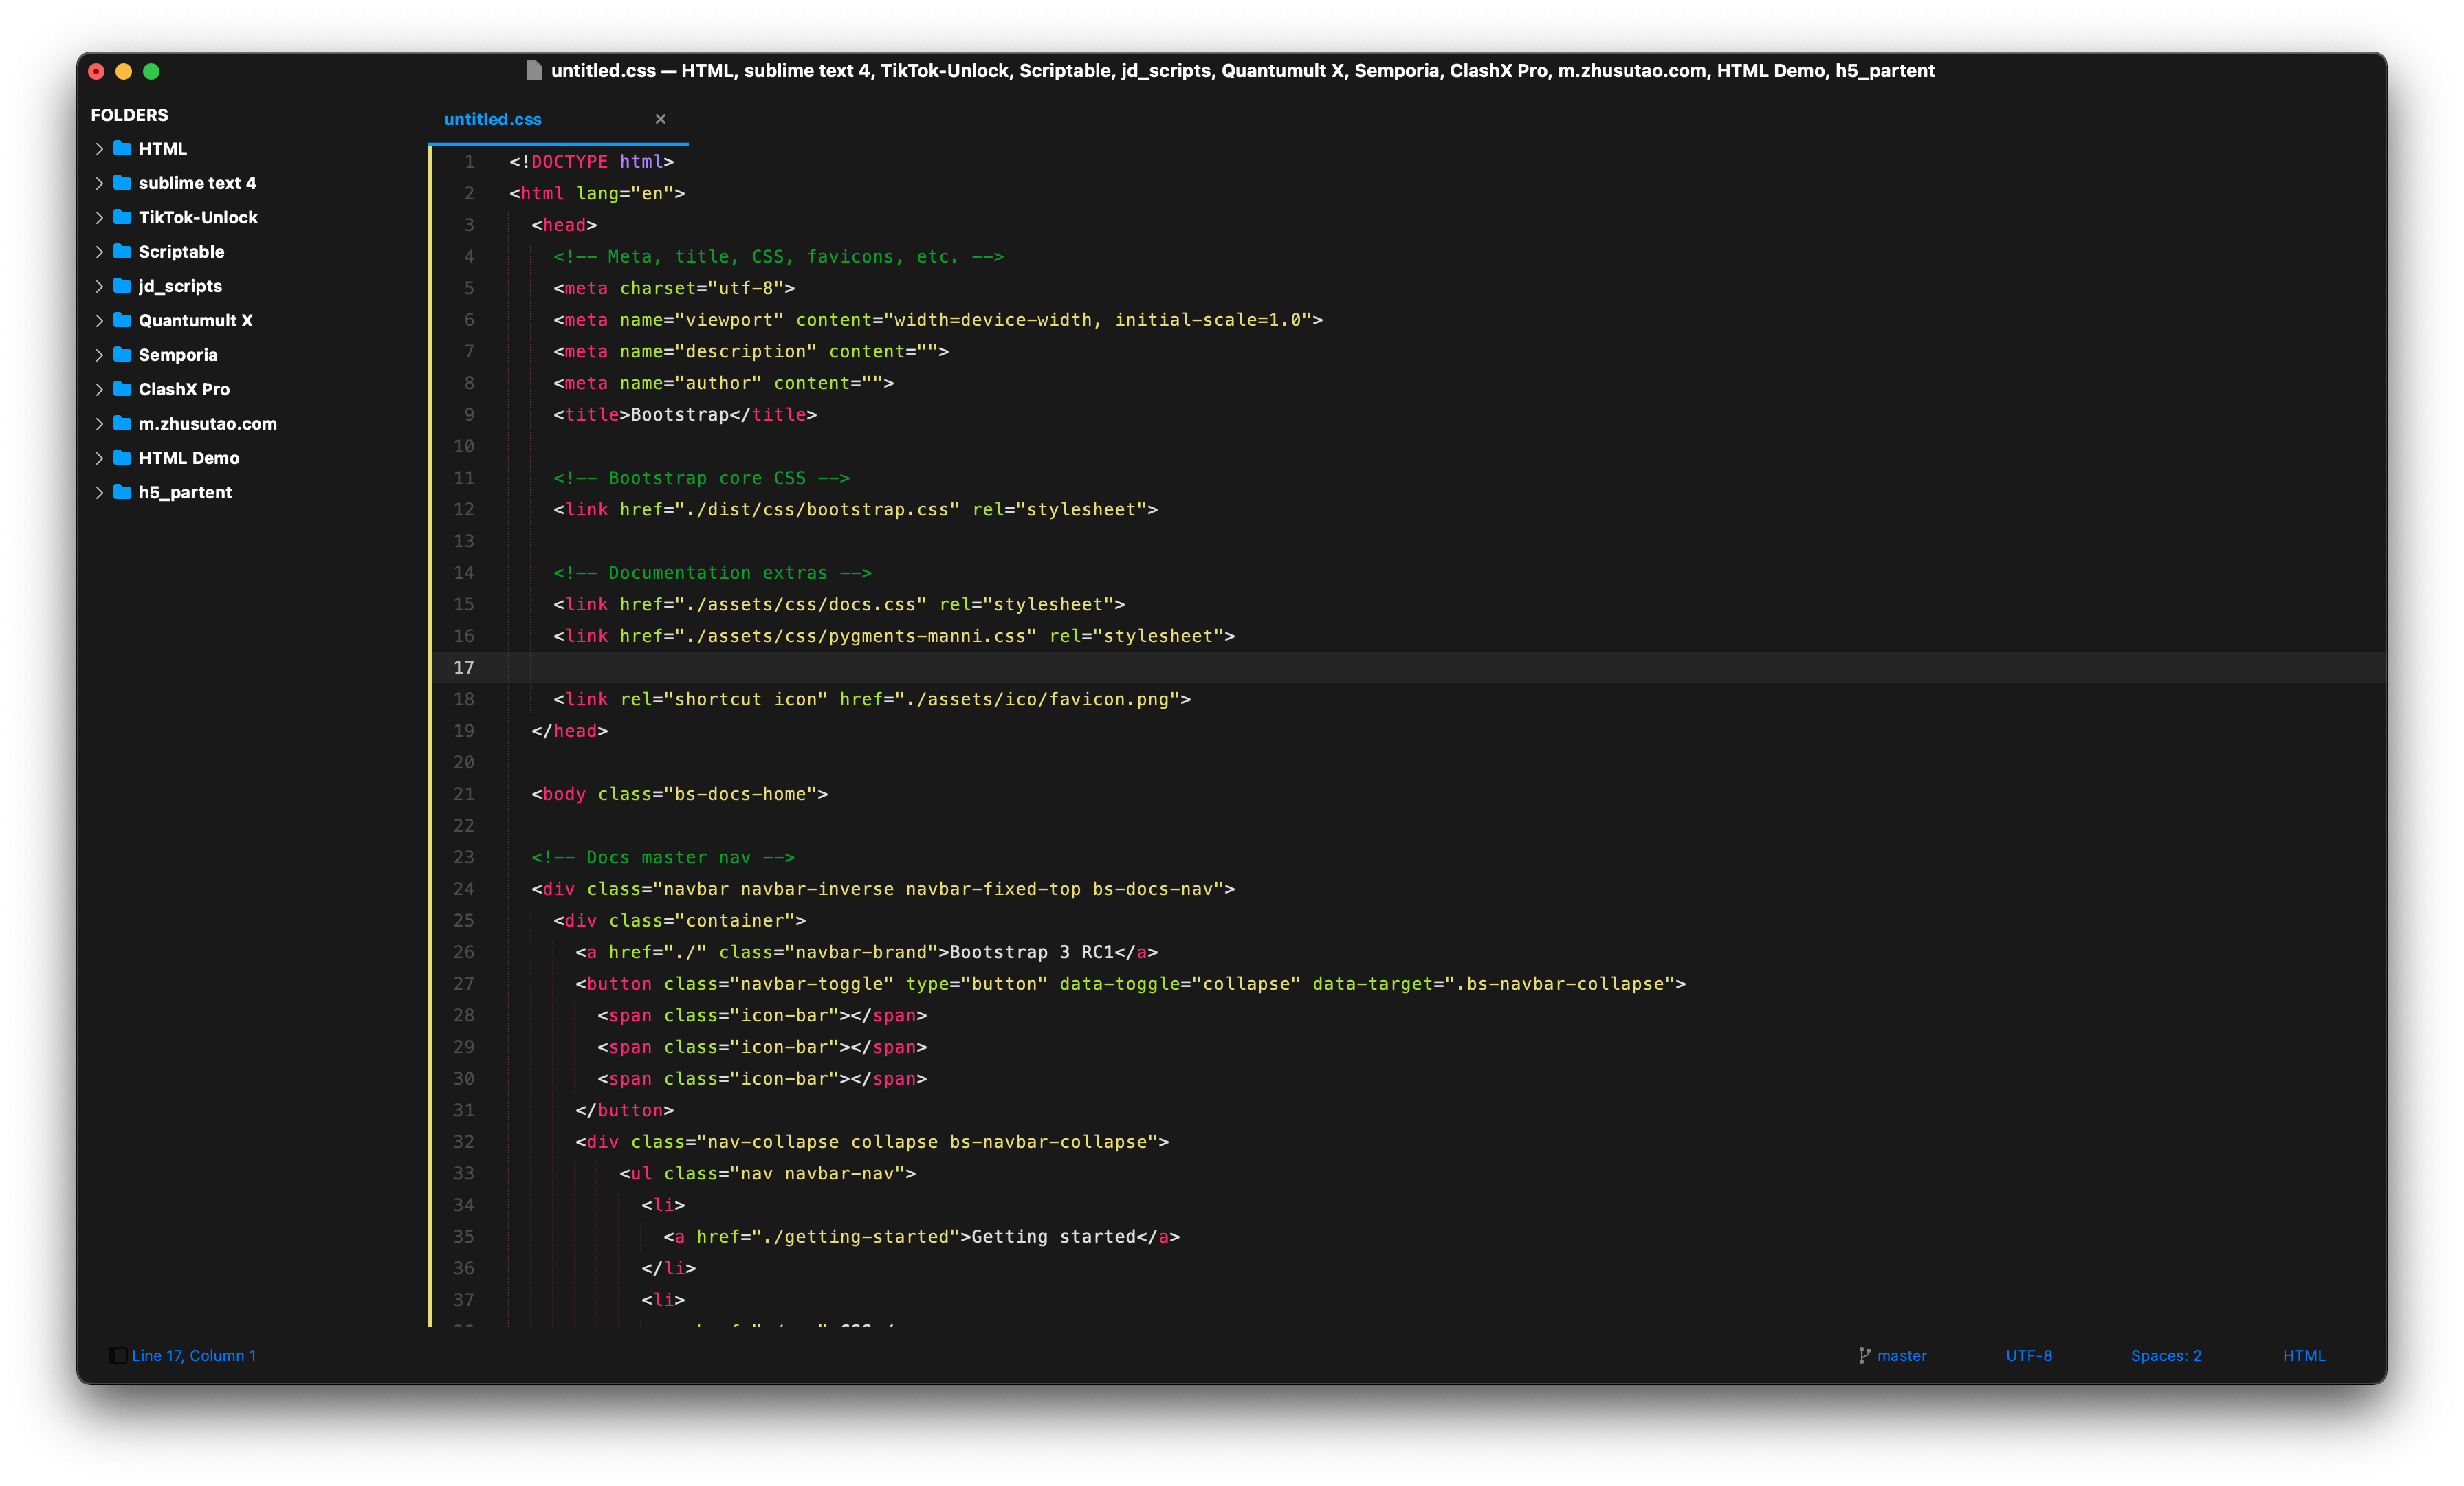 untitled.css — HTML, sublime text 4, TikTok-Unlock, Scriptable, jd_scripts, Quantumult X, Semporia, ClashX Pro, m.zhusutao.com, HTML Demo, h5_partent
FOLDERS
HTML
sublime text 4
TikTok-Unlock
Scriptable
jd_scripts
Quantumult X
Semporia
ClashX Pro
m.zhusutao.com
HTML Demo
h5_partent
untitled.css ×
1 <!DOCTYPE html>
2 <html lang="en">
3 <head>
4 <!-- Meta, title, CSS, favicons, etc. -->
5 <meta charset="utf-8">
6 <meta name="viewport" content="width=device-width, initial-scale=1.0">
7 <meta name="description" content="">
8 <meta name="author" content="">
9 <title>Bootstrap</title>
10
11 <!-- Bootstrap core CSS -->
12 <link href="./dist/css/bootstrap.css" rel="stylesheet">
13
14 <!-- Documentation extras -->
15 <link href="./assets/css/docs.css" rel="stylesheet">
16 <link href="./assets/css/pygments-manni.css" rel="stylesheet">
17
18 <link rel="shortcut icon" href="./assets/ico/favicon.png">
19 </head>
20
21 <body class="bs-docs-home">
22
23 <!-- Docs master nav -->
24 <div class="navbar navbar-inverse navbar-fixed-top bs-docs-nav">
25 <div class="container">
26 <a href="./" class="navbar-brand">Bootstrap 3 RC1</a>
27 <button class="navbar-toggle" type="button" data-toggle="collapse" data-target=".bs-navbar-collapse">
28 <span class="icon-bar"></span>
29 <span class="icon-bar"></span>
30 <span class="icon-bar"></span>
31 </button>
32 <div class="nav-collapse collapse bs-navbar-collapse">
33 <ul class="nav navbar-nav">
34 <li>
35 <a href="./getting-started">Getting started</a>
36 </li>
37 <li>
Line 17, Column 1
master
UTF-8
Spaces: 2
HTML